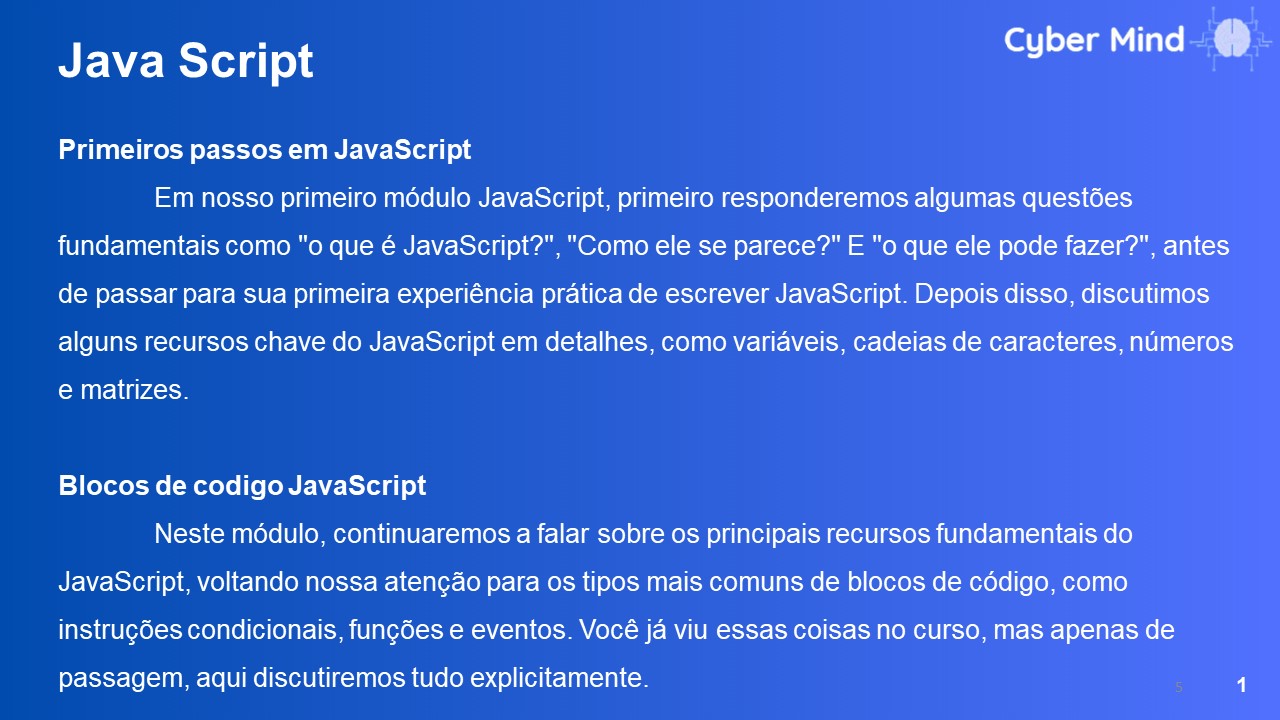 Java Script
Cyber Mind
Primeiros passos em JavaScript
Em nosso primeiro módulo JavaScript, primeiro responderemos algumas questões
fundamentais como "o que é JavaScript?", "Como ele se parece?" E "o que ele pode fazer?", antes
de passar para sua primeira experiência prática de escrever JavaScript. Depois disso, discutimos
alguns recursos chave do JavaScript em detalhes, como variáveis, cadeias de caracteres, números
e matrizes.
Blocos de codigo JavaScript
Neste módulo, continuaremos a falar sobre os principais recursos fundamentais do
JavaScript, voltando nossa atenção para os tipos mais comuns de blocos de código, como
instruções condicionais, funções e eventos. Você já viu essas coisas no curso, mas apenas de
passagem, aqui discutiremos tudo explicitamente.
5
1